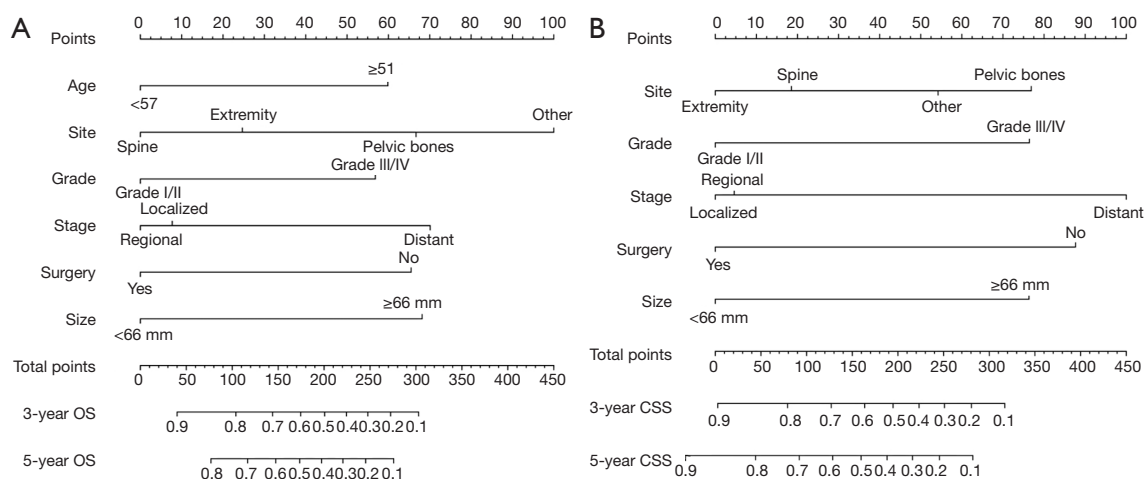 A
0 10 20 30 40 50 60 70 80 90 100
Points
≥51
Age
<57
Extremity Other
Site
Spine Pelvic bones
Grade III/IV
Grade
Grade I/II
Localized
Stage
Regional Distant
No
Surgery
Yes
≥66 mm
Size
<66 mm
Total points
0 50 100 150 200 250 300 350 400 450
3-year OS
0.9 0.8 0.7 0.6 0.5 0.40 0.3 0.2 0.1
5-year OS
0.8 0.7 0.6 0.5 0.40 0.3 0.2 0.1
B
0 10 20 30 40 50 60 70 80 90 100
Points
Spine Pelvic bones
Site
Extremity Other
Grade III/IV
Grade
Grade I/II
Regional
Stage
Localized Distant
No
Surgery
Yes
≥66 mm
Size
<66 mm
Total points
0 50 100 150 200 250 300 350 400 450
3-year CSS
0.9 0.8 0.7 0.6 0.5 0.4 0.3 0.2 0.1
5-year CSS
0.9 0.8 0.7 0.6 0.5 0.4 0.3 0.2 0.1